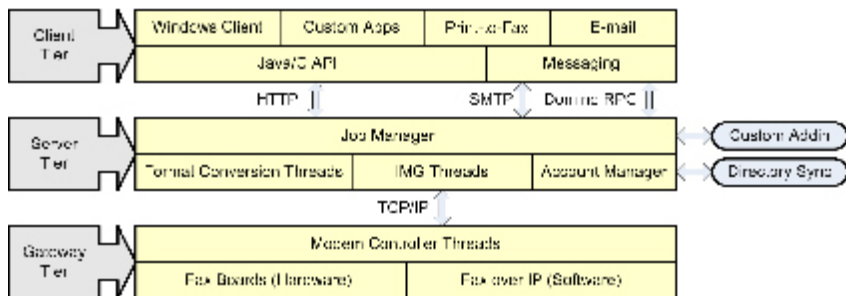 Client
Tier
Windows Client
Custom Apps
Print-to-Fax
E-mail
Java/C API
Messaging
HTTP
SMTP
Domino RPC
Server
Tier
Job Manager
Custom Addin
Format Conversion Threads
IMG Threads
Account Manager
Directory Sync
TCP/IP
Gateway
Tier
Modem Controller Threads
Fax Boards (Hardware)
Fax over IP (Software)